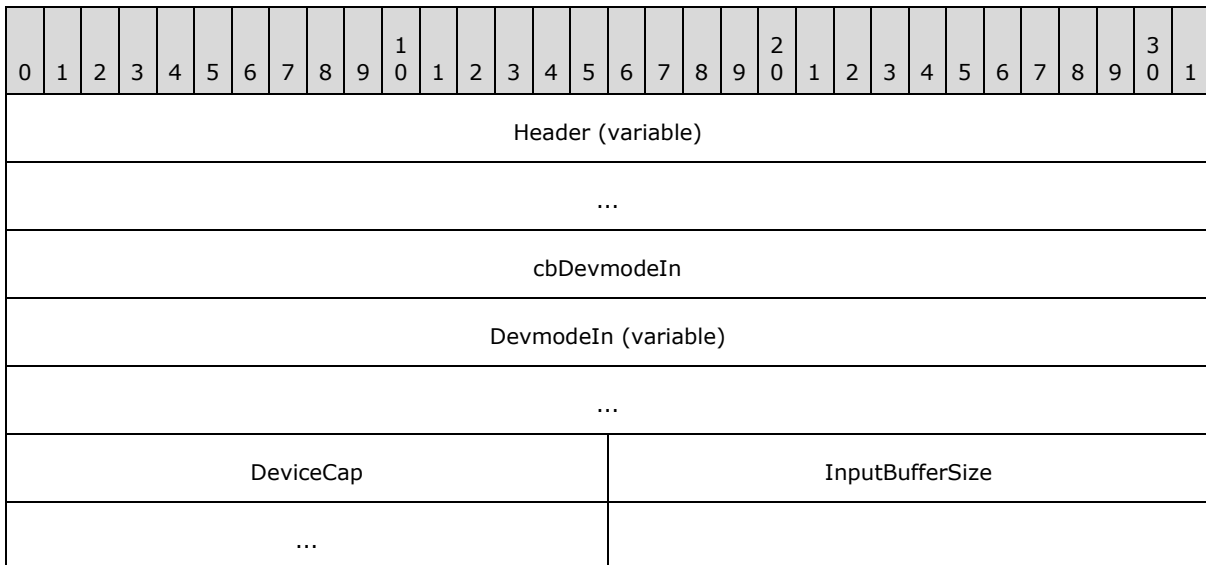 0 1 2 3 4 5 6 7 8 9 1 0 1 2 3 4 5 6 7 8 9 2 0 1 2 3 4 5 6 7 8 9 3 0 1
Header (variable)
...
cbDevmodeIn
DevmodeIn (variable)
...
DeviceCap InputBufferSize
...